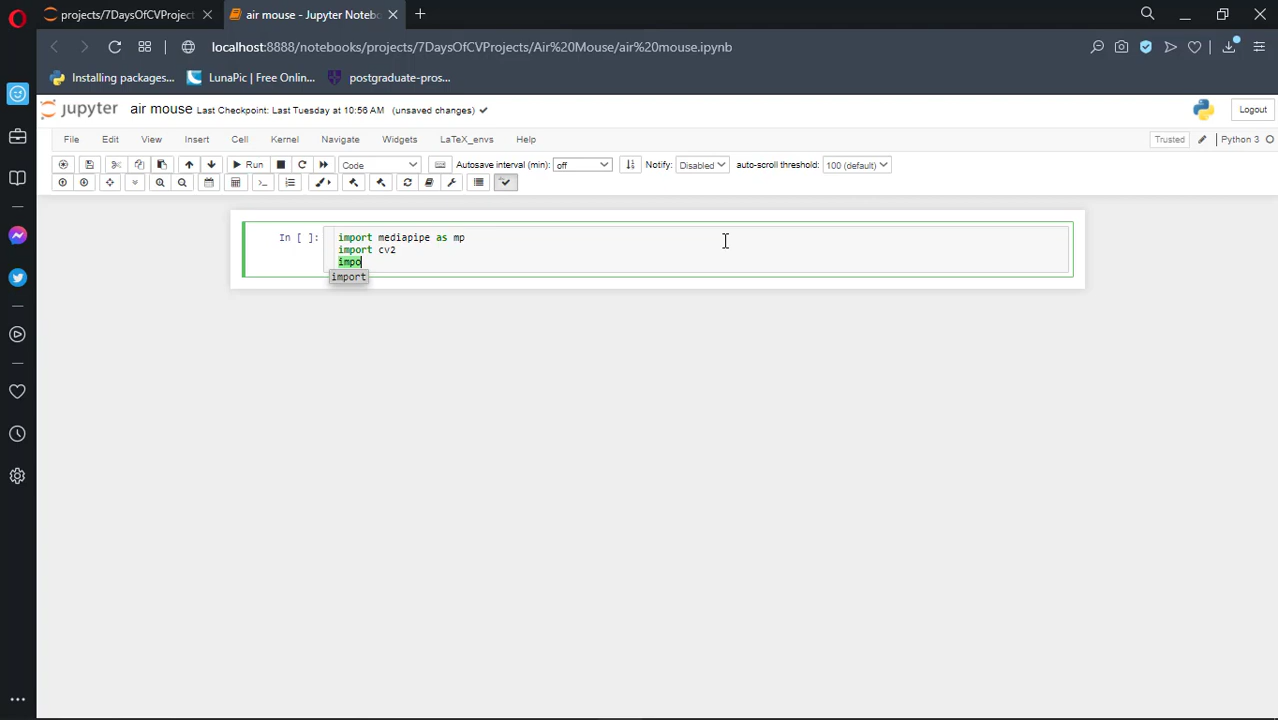 projects/7DaysOfCVProject
air mouse - Jupyter Notebo
localhost:8888/notebooks/projects/7DaysOfCVProjects/Air%20Mouse/air%20mouse.ipynb
Installing packages...
LunaPic | Free Onlin...
postgraduate-pros...
jupyter air mouse Last Checkpoint: Last Tuesday at 10:56 AM (unsaved changes)
Logout
File Edit View Insert Cell Kernel Navigate Widgets LaTeX_envs Help
Trusted Python 3
Run Code Autosave interval (min): off Notify: Disabled auto-scroll threshold: 100 (default)
In [ ]: import mediapipe as mp
import cv2
impo
import